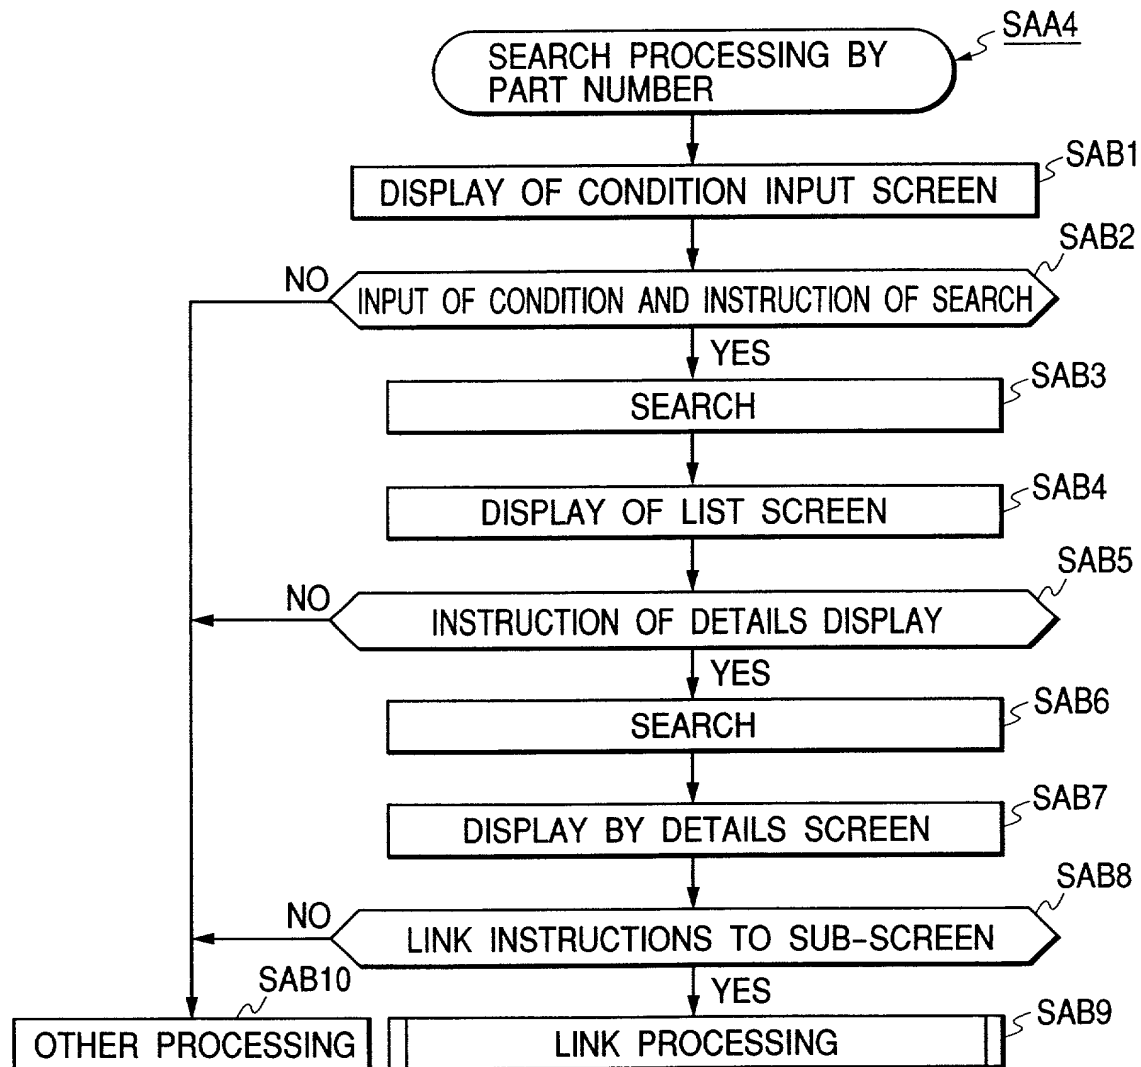 SAA4
SEARCH PROCESSING BY
PART NUMBER
SAB1
DISPLAY OF CONDITION INPUT SCREEN
SAB2
NO
INPUT OF CONDITION AND INSTRUCTION OF SEARCH
YES
SAB3
SEARCH
SAB4
DISPLAY OF LIST SCREEN
SAB5
NO
INSTRUCTION OF DETAILS DISPLAY
YES
SAB6
SEARCH
SAB7
DISPLAY BY DETAILS SCREEN
SAB8
NO
LINK INSTRUCTIONS TO SUB-SCREEN
SAB10
YES
SAB9
OTHER PROCESSING
LINK PROCESSING